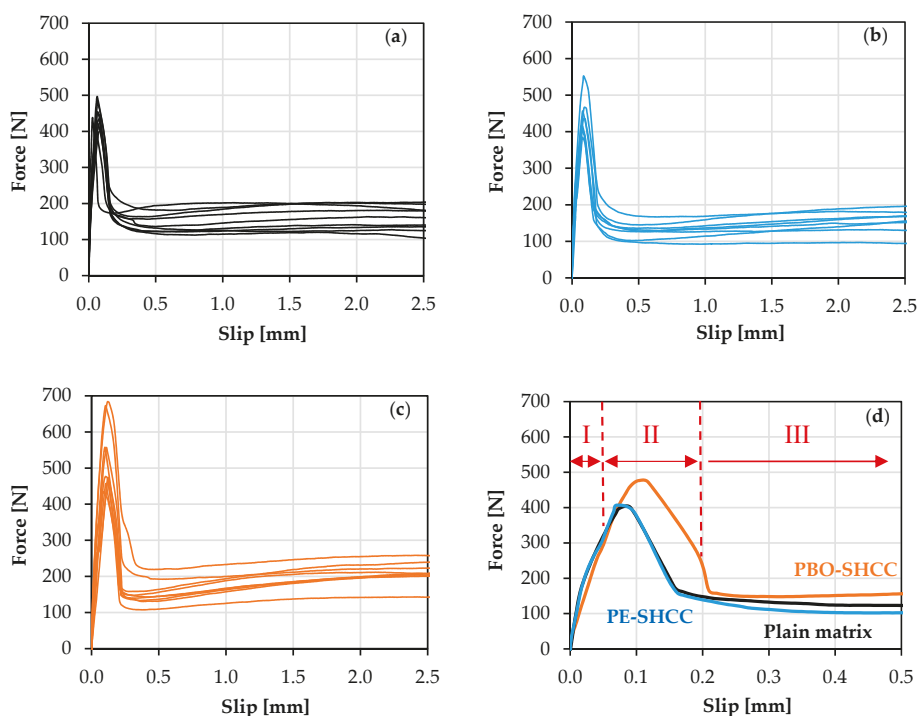 (a)
Force [N]
700
600
500
400
300
200
100
0
0.0 0.5 1.0 1.5 2.0 2.5
Slip [mm]
(b)
Force [N]
700
600
500
400
300
200
100
0
0.0 0.5 1.0 1.5 2.0 2.5
Slip [mm]
(c)
Force [N]
700
600
500
400
300
200
100
0
0.0 0.5 1.0 1.5 2.0 2.5
Slip [mm]
(d)
Force [N]
700
600
500
400
300
200
100
0
I II III
PBO-SHCC
PE-SHCC
Plain matrix
0.0 0.1 0.2 0.3 0.4 0.5
Slip [mm]